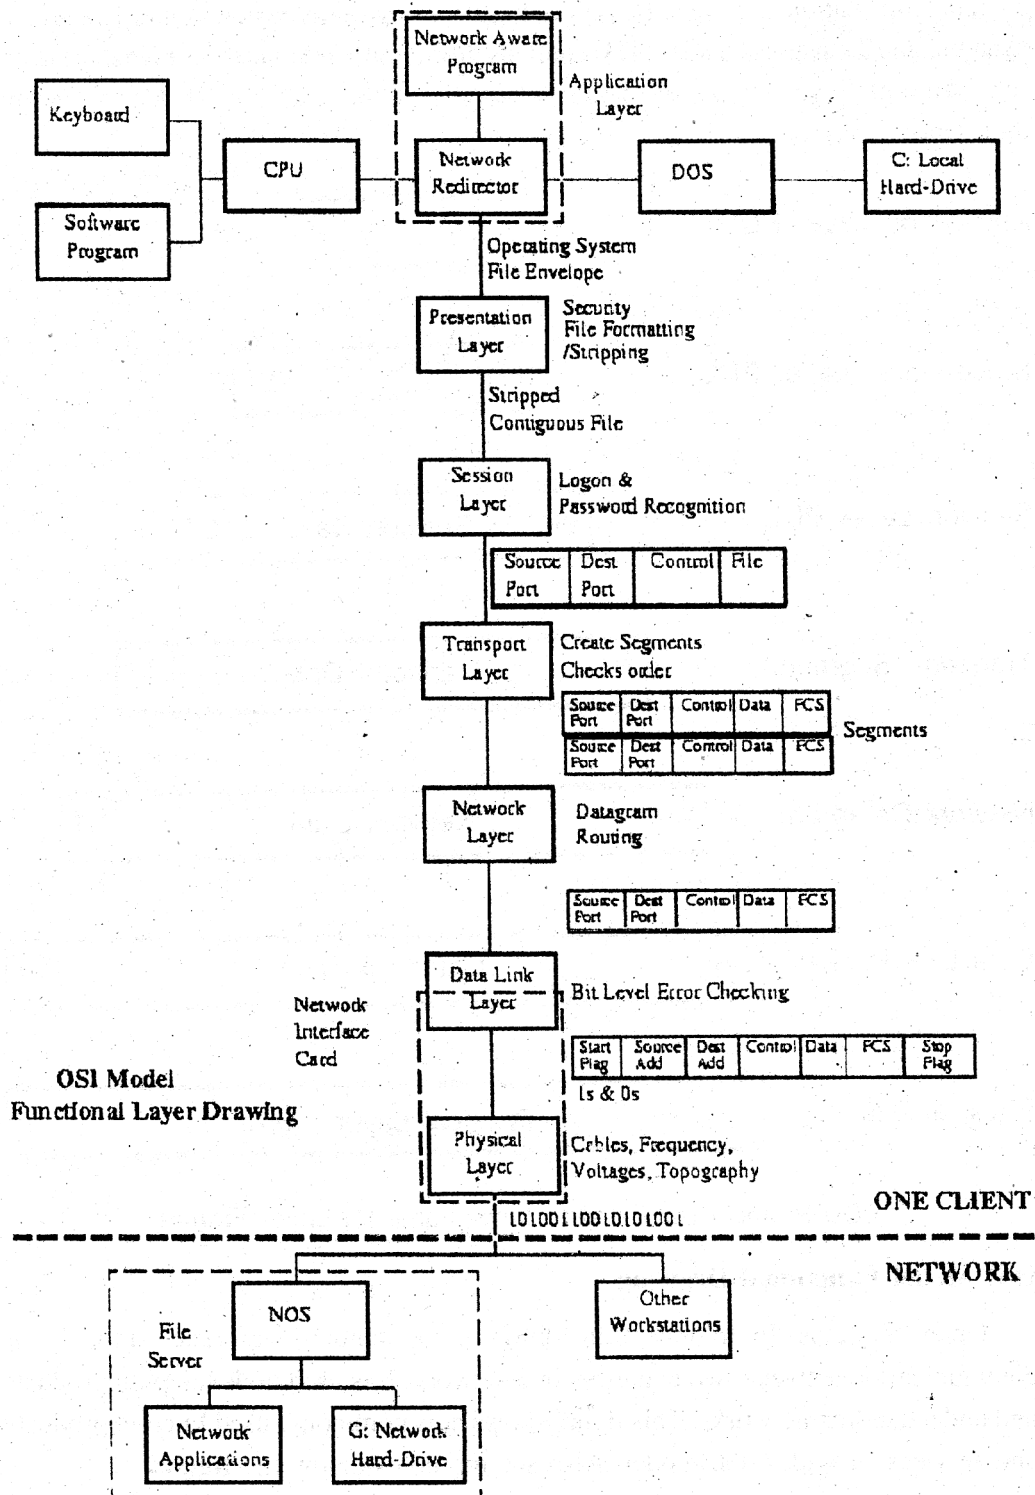 Network Aware
Program
Application
Layer
Keyboard
CPU
Network
Redirector
DOS
C: Local
Hard-Drive
Software
Program
Operating System
File Envelope
Presentation
Layer
Security
File Formatting
/Stripping
Stripped
Contiguous File
Session
Layer
Logon &
Password Recognition
Source Dest Control File
Port Port
Transport
Layer
Create Segments
Checks order
Source Dest Control Data FCS
Port Port
Segments
Source Dest Control Data FCS
Port Port
Network
Layer
Datagram
Routing
Source Dest Control Data FCS
Port Port
Data Link
Layer
Bit Level Error Checking
Network
Interface
Card
Start Source Dest Control Data FCS Stop
Flag Add Add Flag
1s & 0s
OSI Model
Functional Layer Drawing
Physical
Layer
Cables, Frequency,
Voltages, Topography
ONE CLIENT
1010011001010101001
NETWORK
NOS
Other
Workstations
File
Server
Network
Applications
G: Network
Hard-Drive